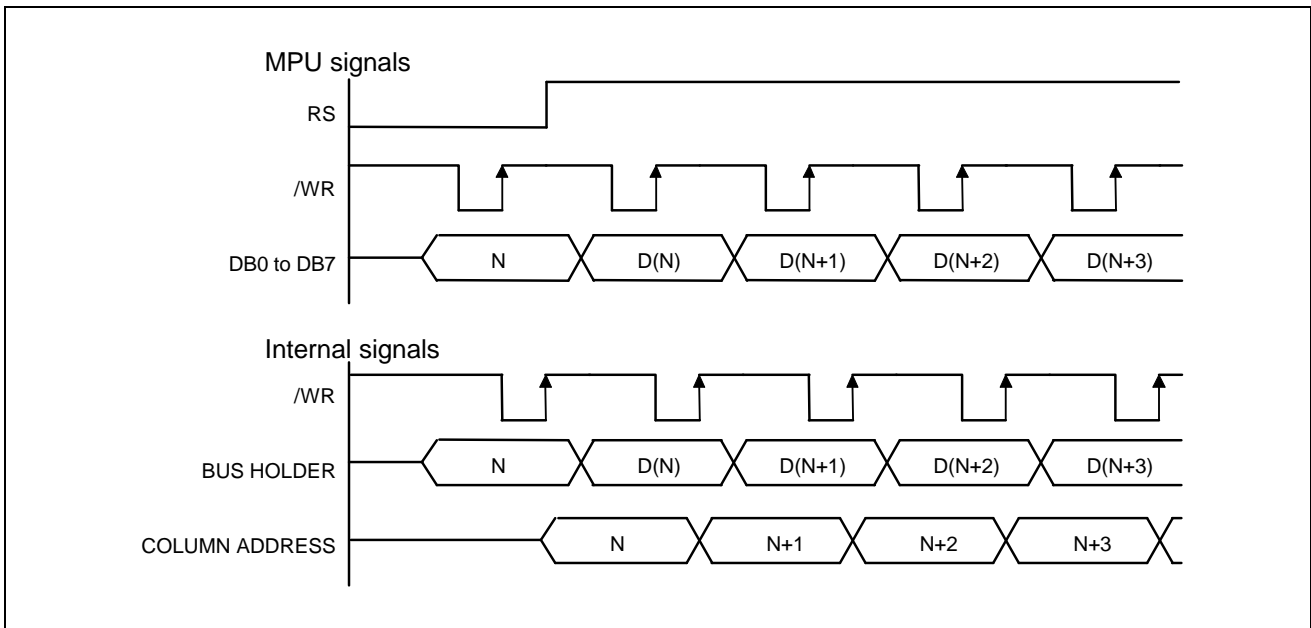 MPU signals
RS
/WR
DB0 to DB7 N D(N) D(N+1) D(N+2) D(N+3)
Internal signals
/WR
BUS HOLDER N D(N) D(N+1) D(N+2) D(N+3)
COLUMN ADDRESS N N+1 N+2 N+3